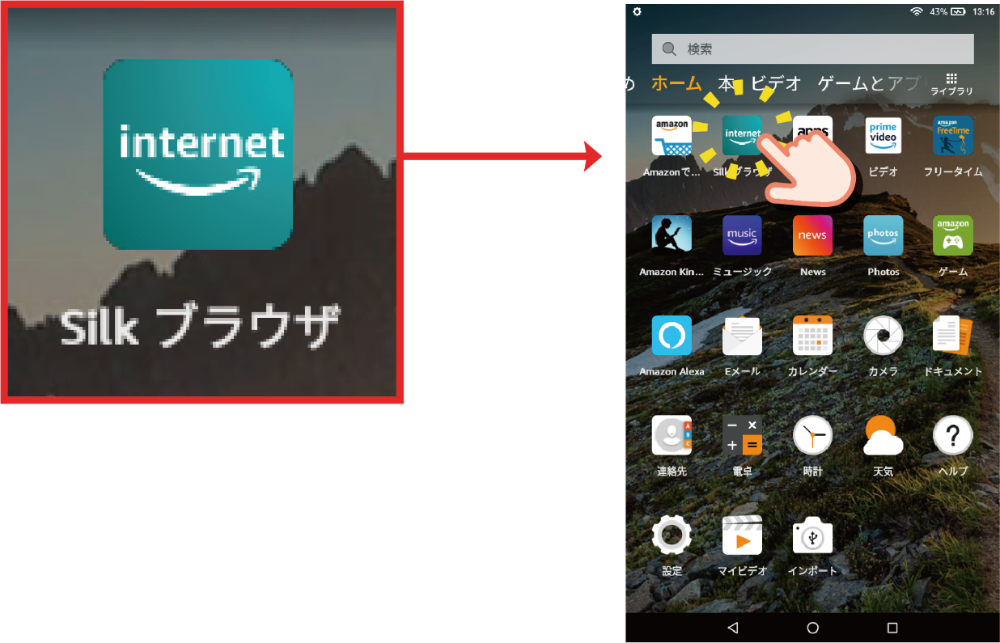 internet
Silk ブラウザ
43% 13:16
検索
め ホーム 本 ビデオ ゲームとアプ
ライブラリ
amazon
internet
apps
prime video
amazon FreeTime
Amazonで...
Silk ブラウザ
ビデオ
フリータイム
music
news
photos
amazon
Amazon Kin...
ミュージック
News
Photos
ゲーム
Amazon Alexa
Eメール
カレンダー
カメラ
ドキュメント
A
B
C
− ×
+ =
?
連絡先
電卓
時計
天気
ヘルプ
設定
マイビデオ
インポート